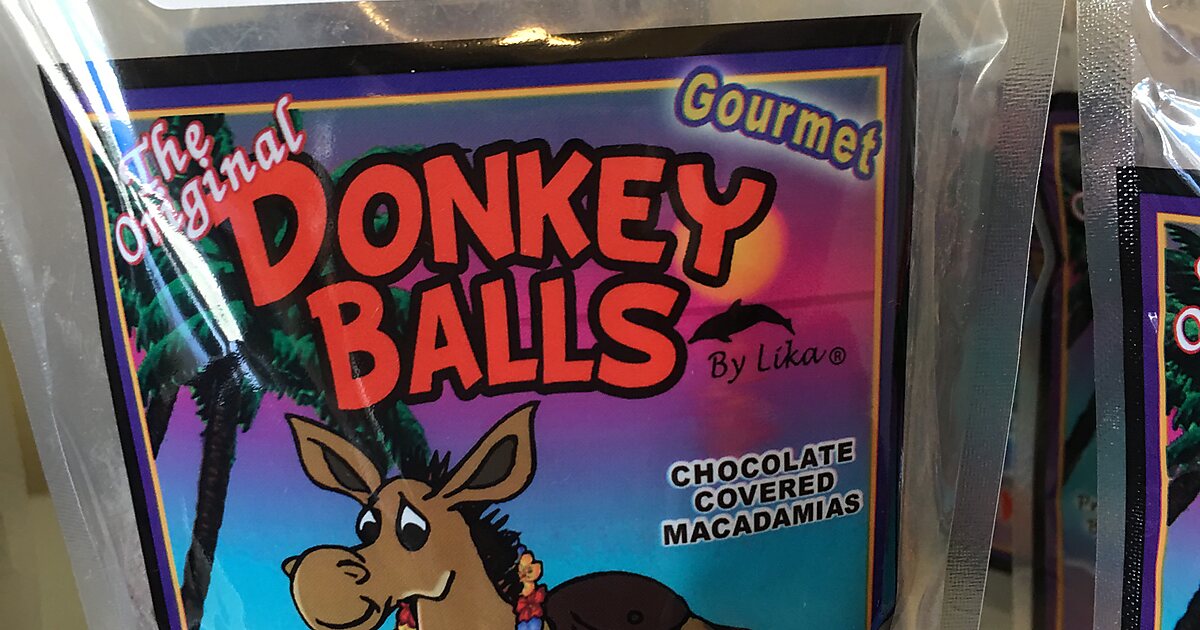 The
Original
Gourmet
DONKEY
BALLS
By Lika®
CHOCOLATE
COVERED
MACADAMIAS